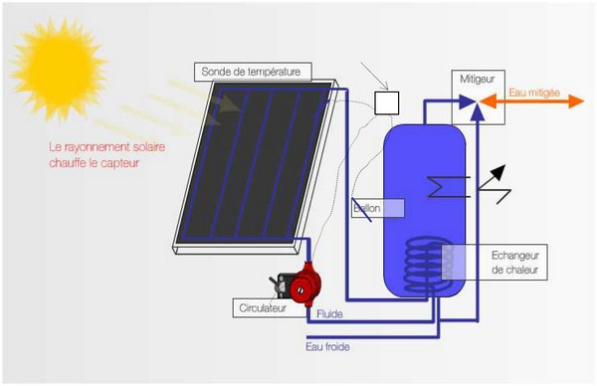 Sonde de température
Mitigeur
Eau mitigée
Le rayonnement solaire
chauffe le capteur
Ballon
Echangeur
de chaleur
Circulateur
Fluide
Eau froide